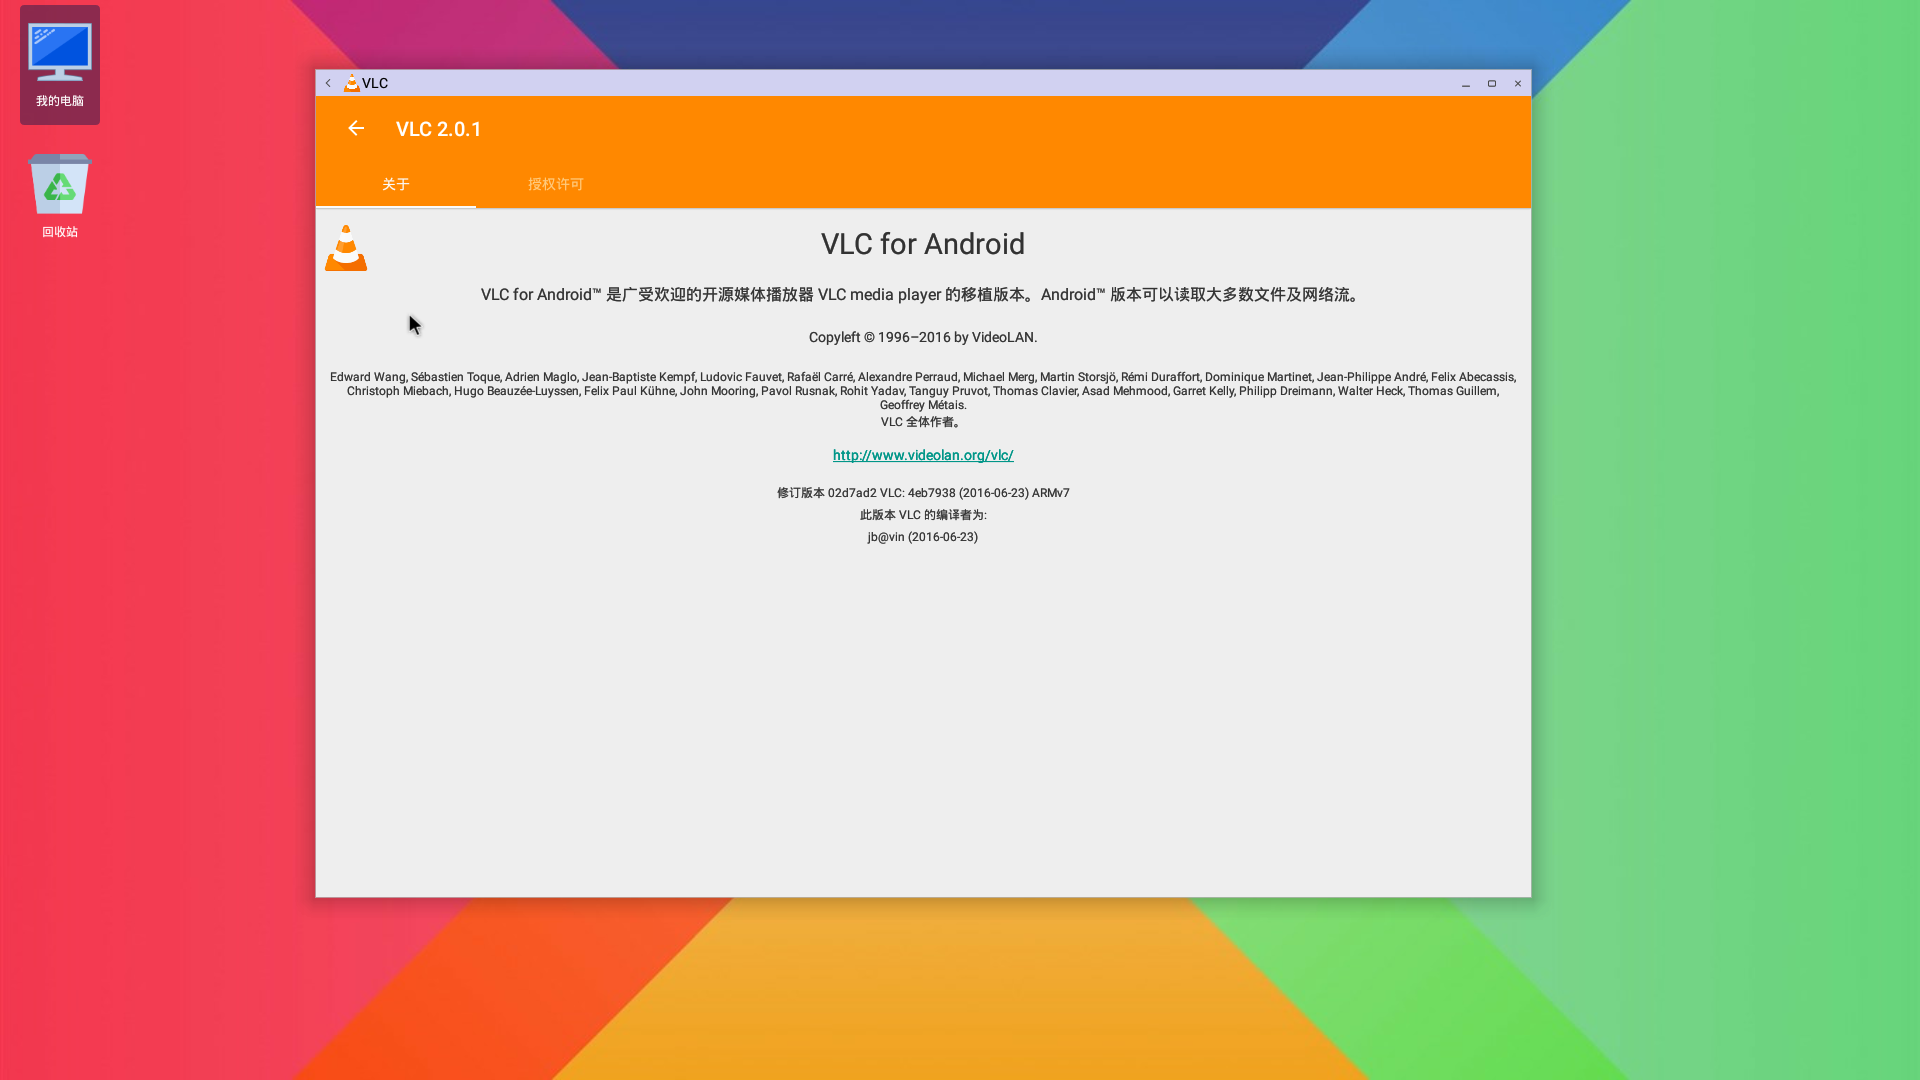 我的电脑
回收站
VLC
VLC 2.0.1
关于
授权许可
VLC for Android
VLC for Android™ 是广受欢迎的开源媒体播放器 VLC media player 的移植版本。Android™ 版本可以读取大多数文件及网络流。
Copyleft © 1996–2016 by VideoLAN.
Edward Wang, Sébastien Toque, Adrien Maglo, Jean-Baptiste Kempf, Ludovic Fauvet, Rafaël Carré, Alexandre Perraud, Michael Merg, Martin Storsjö, Rémi Duraffort, Dominique Martinet, Jean-Philippe André, Felix Abecassis,
Christoph Miebach, Hugo Beauzée-Luyssen, Felix Paul Kühne, John Mooring, Pavol Rusnak, Rohit Yadav, Tanguy Pruvot, Thomas Clavier, Asad Mehmood, Garret Kelly, Philipp Dreimann, Walter Heck, Thomas Guillem,
Geoffrey Métais.
VLC 全体作者。
http://www.videolan.org/vlc/
修订版本 02d7ad2 VLC: 4eb7938 (2016-06-23) ARMv7
此版本 VLC 的编译者为:
jb@vin (2016-06-23)